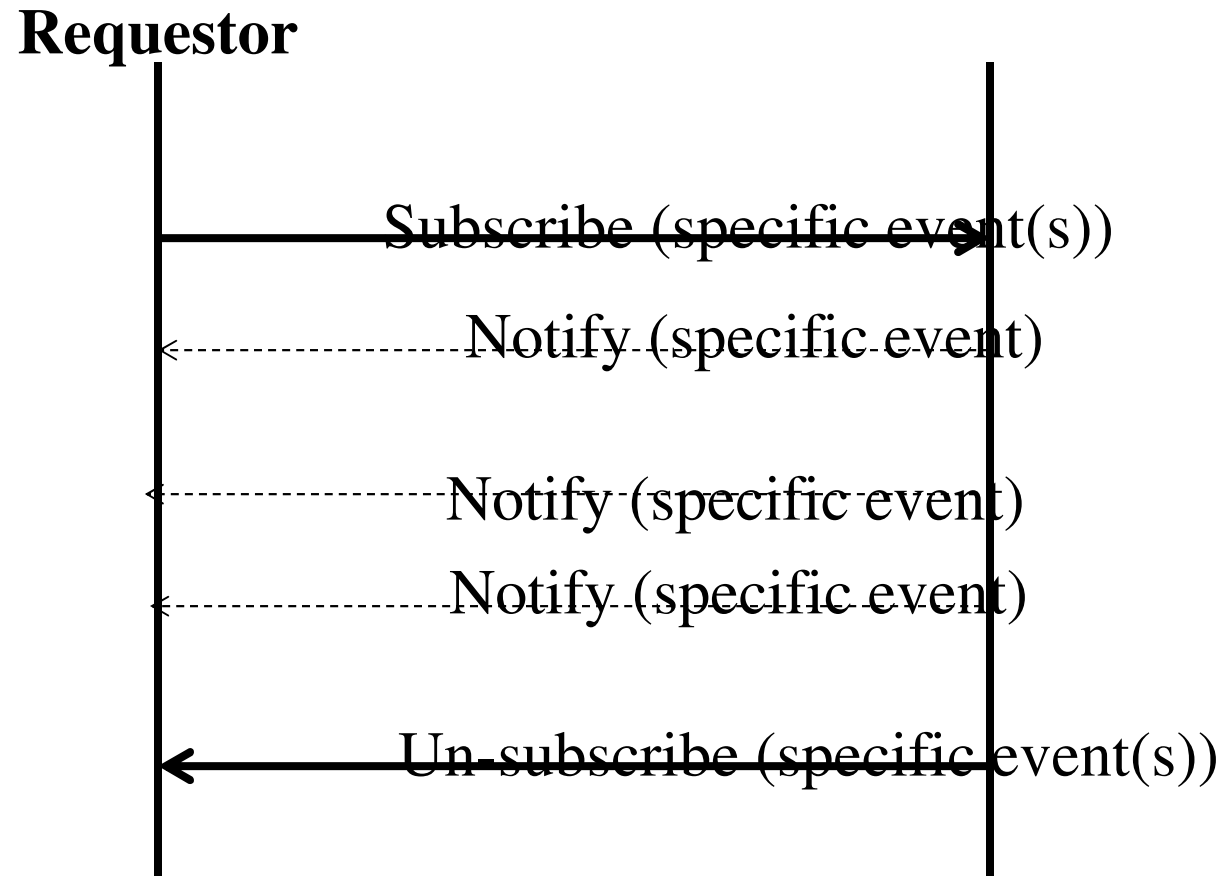 Requestor
Subscribe (specific event(s))
Notify (specific event)
Notify (specific event)
Notify (specific event)
Un-subscribe (specific event(s))